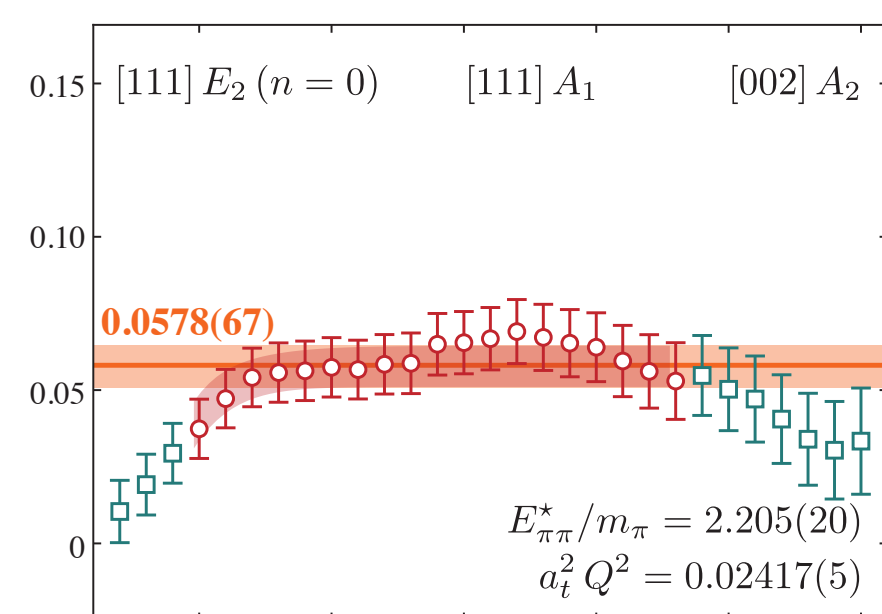 0.15
[111] E₂ (n = 0)
[111] A₁
[002] A₂
0.10
0.0578(67)
0.05
0
E⋆ππ/mπ = 2.205(20)
aₜ² Q² = 0.02417(5)